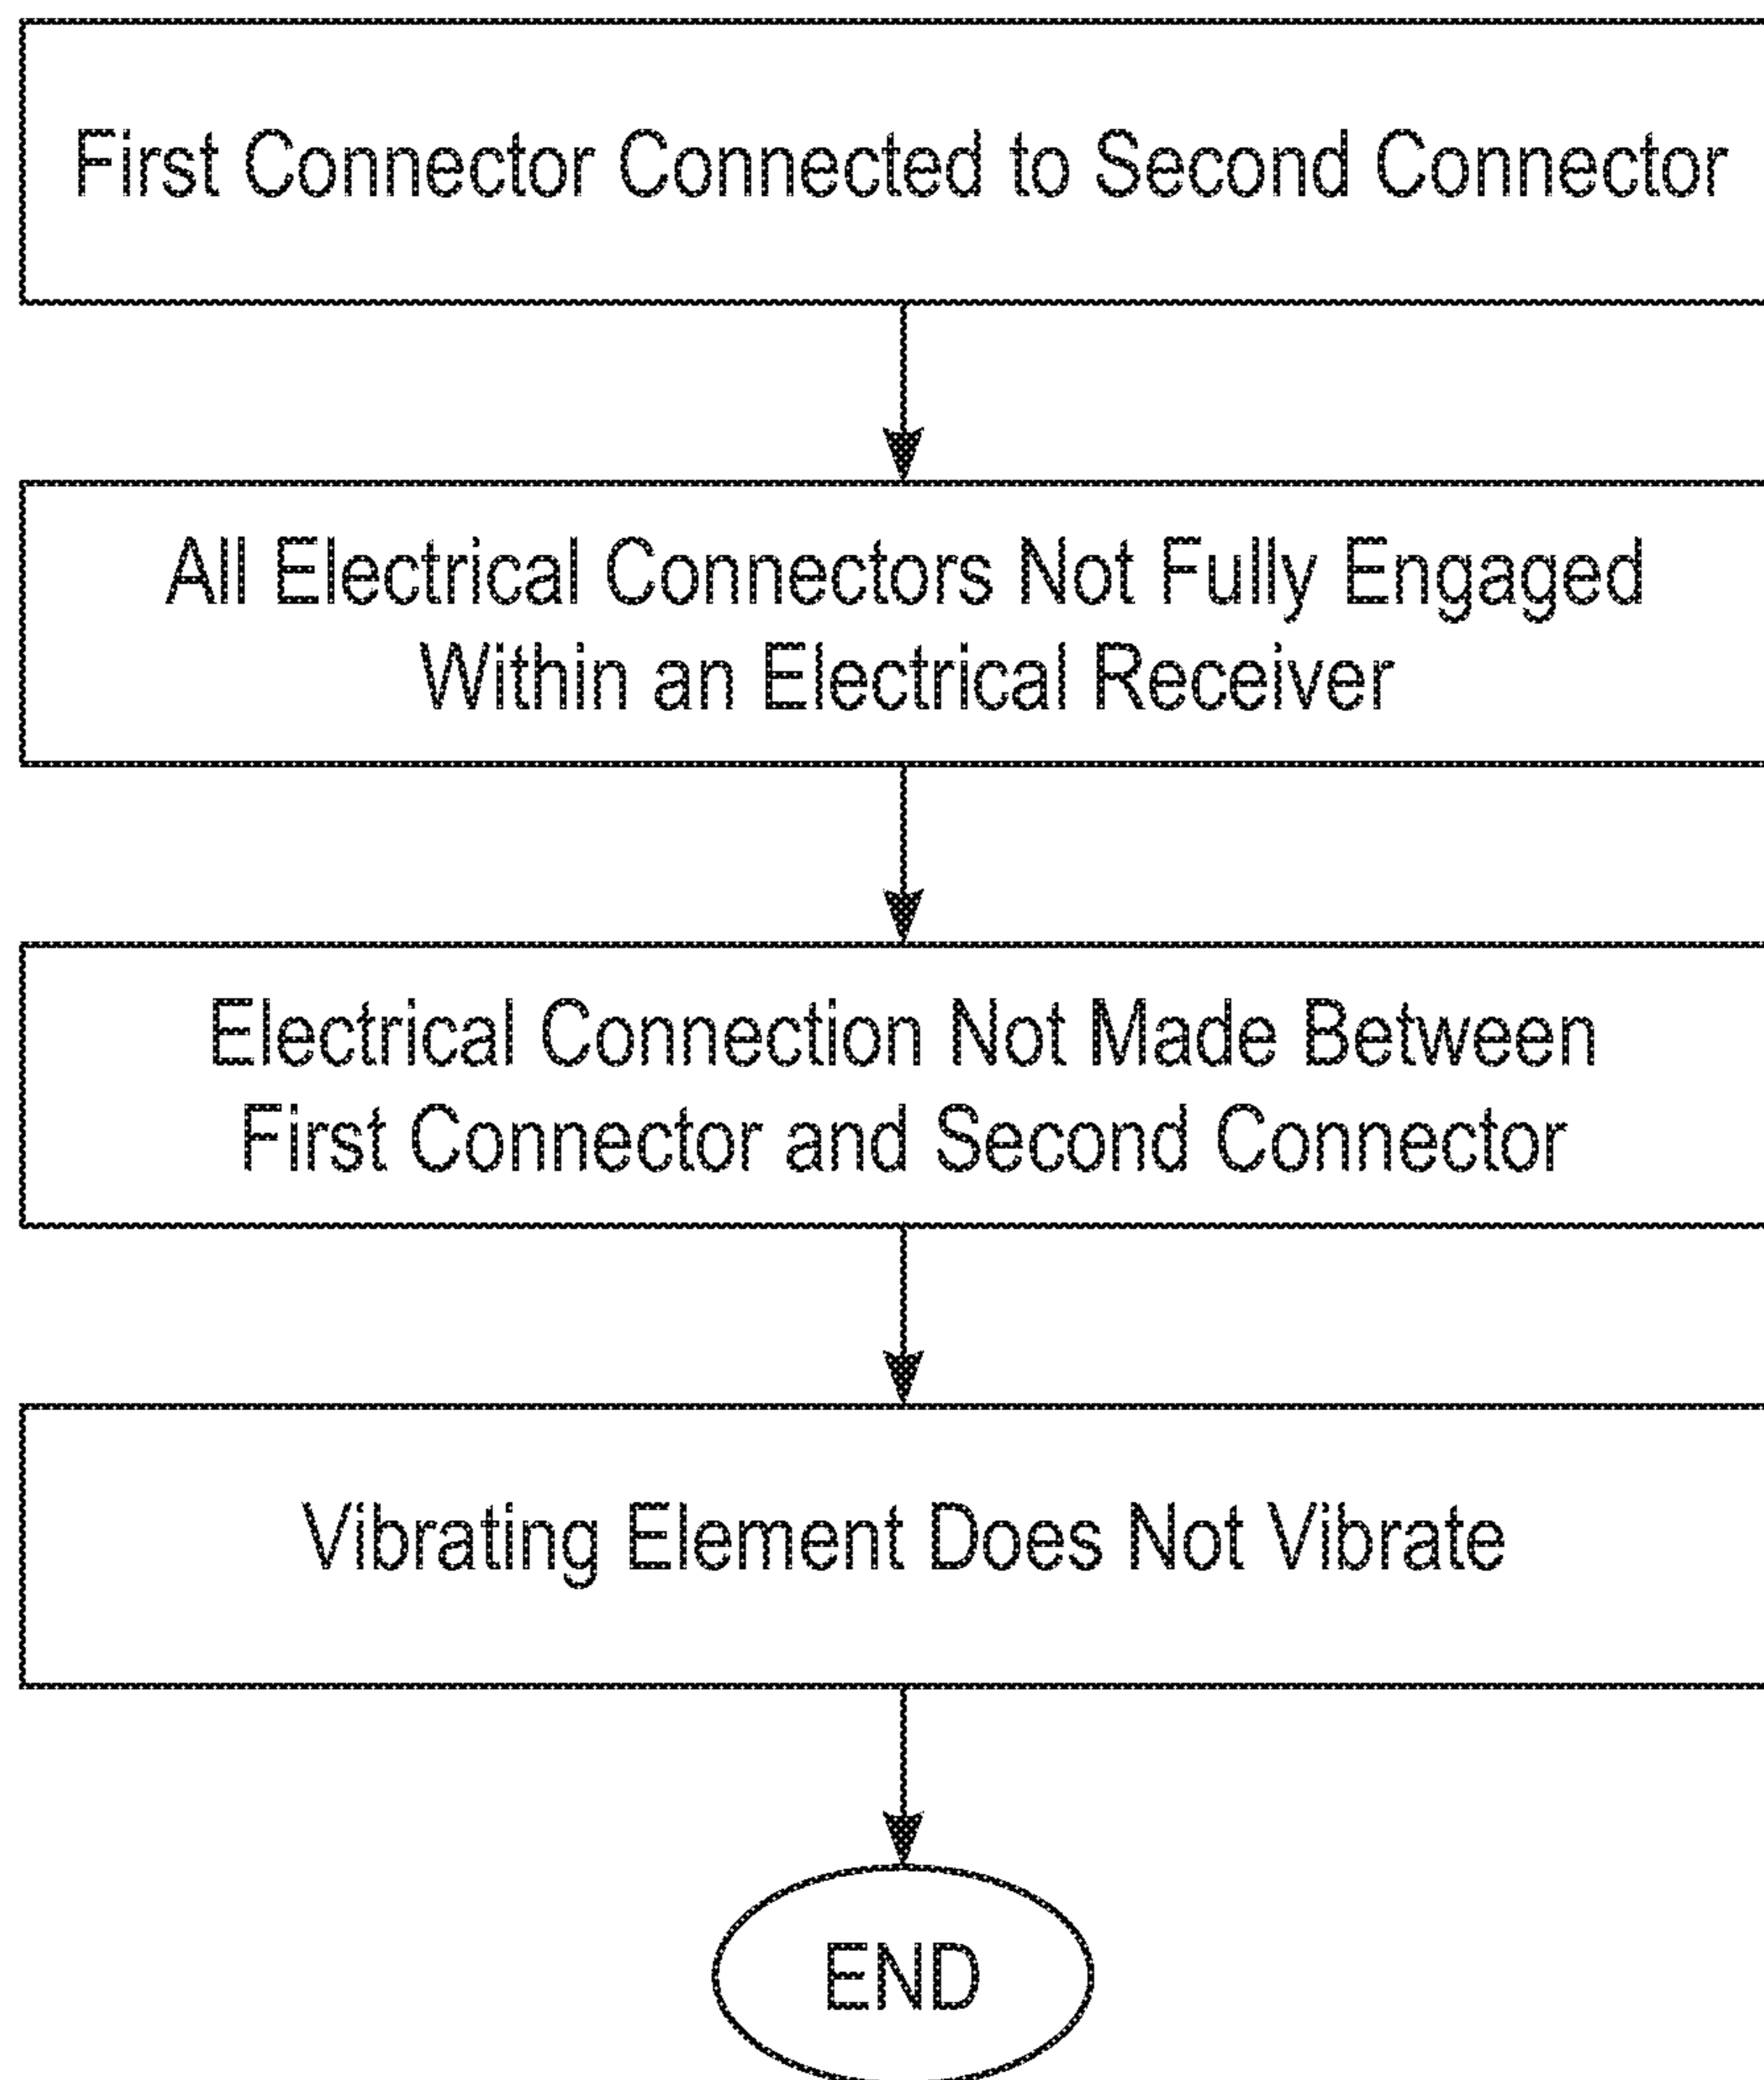 First Connector Connected to Second Connector
All Electrical Connectors Not Fully Engaged
Within an Electrical Receiver
Electrical Connection Not Made Between
First Connector and Second Connector
Vibrating Element Does Not Vibrate
END